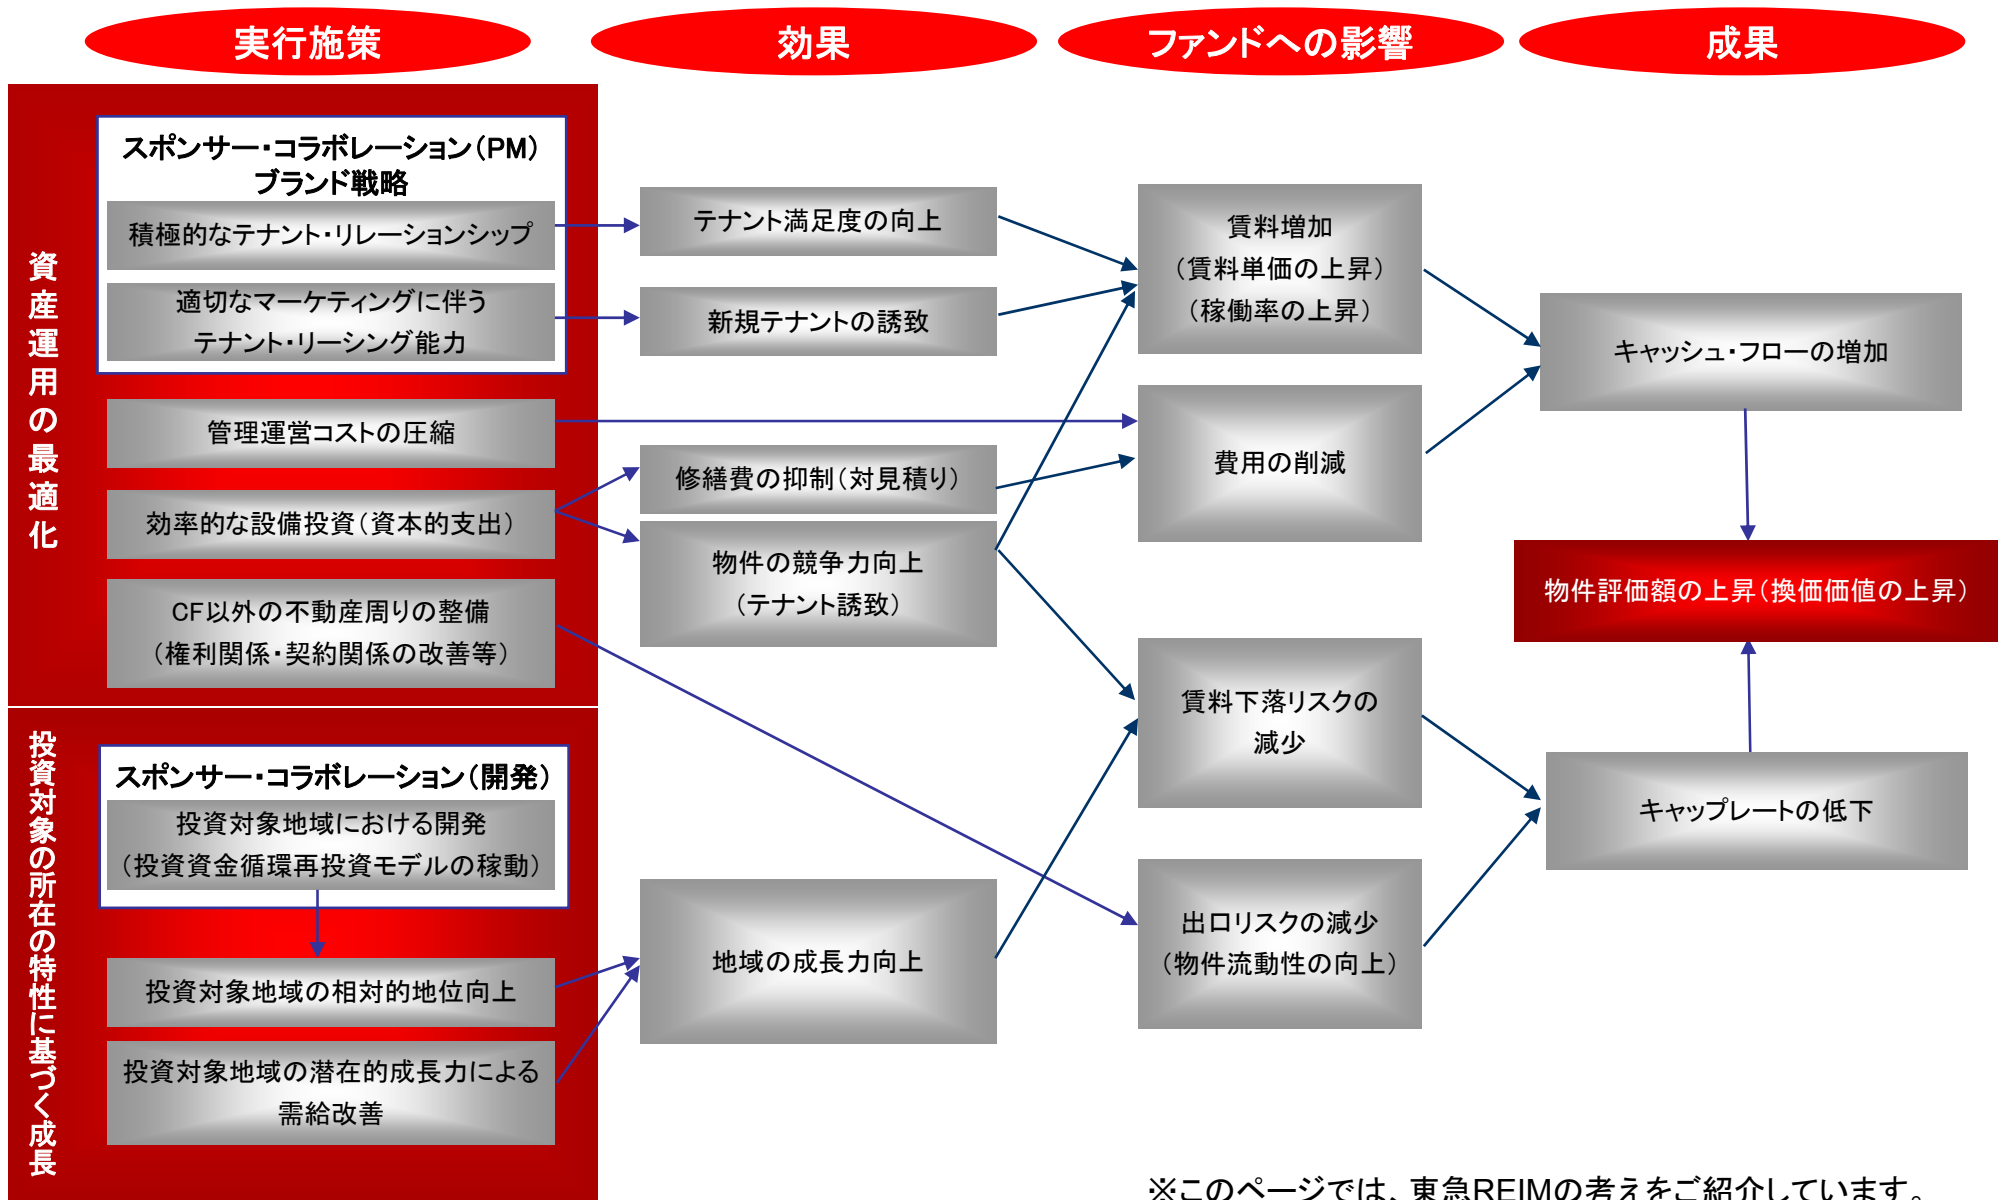 実行施策
効果
ファンドへの影響
成果
資産運用の最適化
スポンサー・コラボレーション（PM）
ブランド戦略
積極的なテナント・リレーションシップ
適切なマーケティングに伴う
テナント・リーシング能力
管理運営コストの圧縮
効率的な設備投資（資本的支出）
CF以外の不動産周りの整備
（権利関係・契約関係の改善等）
投資対象の所在の特性に基づく成長
スポンサー・コラボレーション（開発）
投資対象地域における開発
（投資資金循環再投資モデルの稼動）
投資対象地域の相対的地位向上
投資対象地域の潜在的成長力による
需給改善
テナント満足度の向上
新規テナントの誘致
修繕費の抑制（対見積り）
物件の競争力向上
（テナント誘致）
地域の成長力向上
賃料増加
（賃料単価の上昇）
（稼働率の上昇）
費用の削減
賃料下落リスクの
減少
出口リスクの減少
（物件流動性の向上）
キャッシュ・フローの増加
物件評価額の上昇（換価価値の上昇）
キャップレートの低下
※このページでは、東急REIMの考えをご紹介しています。